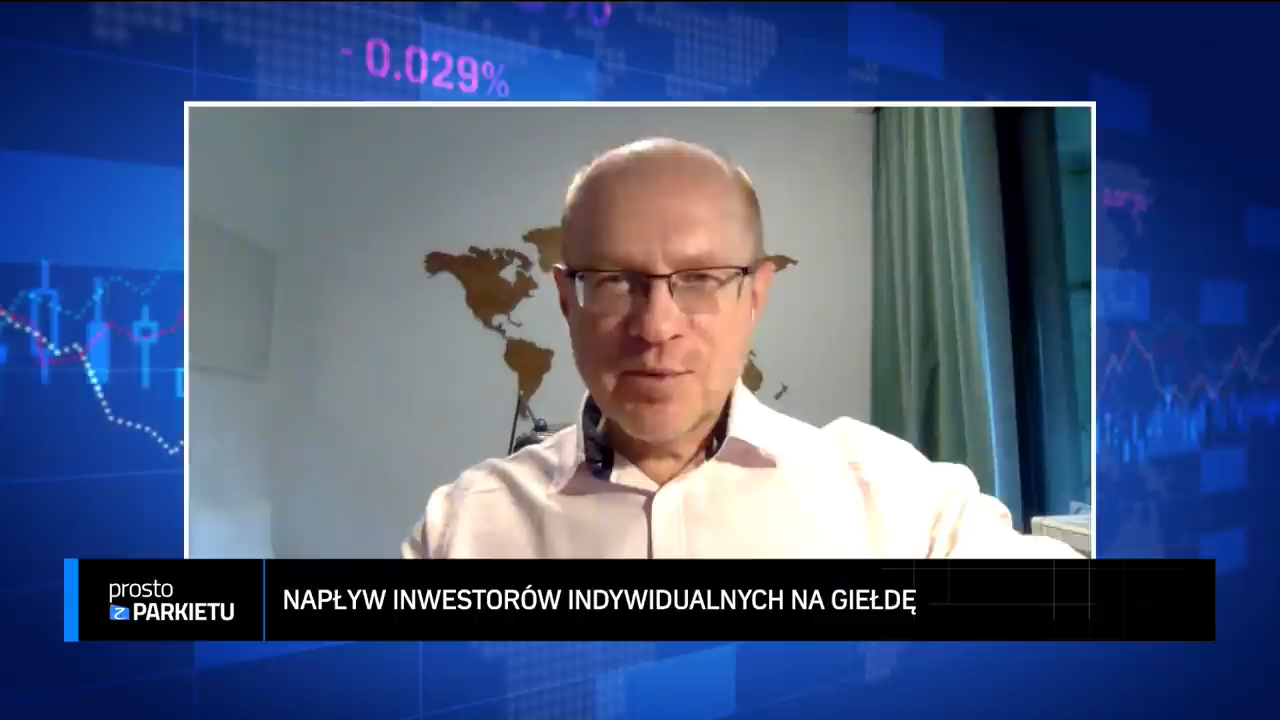 - 0.029%
prosto
Z PARKIETU
NAPŁYW INWESTORÓW INDYWIDUALNYCH NA GIEŁDĘ